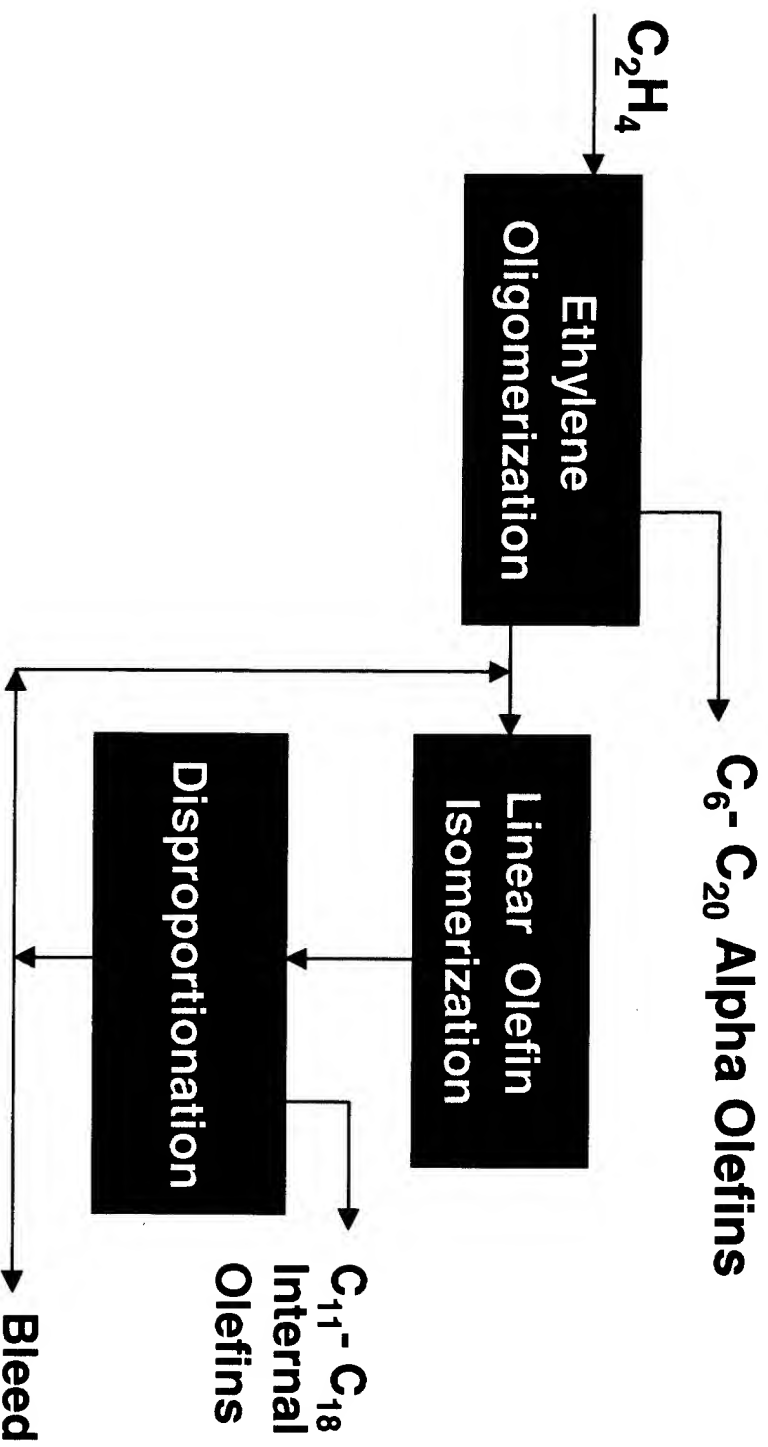 C₂H₄
Ethylene
Oligomerization
C₆- C₂₀ Alpha Olefins
Linear Olefin
Isomerization
Disproportionation
C₁₁- C₁₈
Internal
Olefins
Bleed